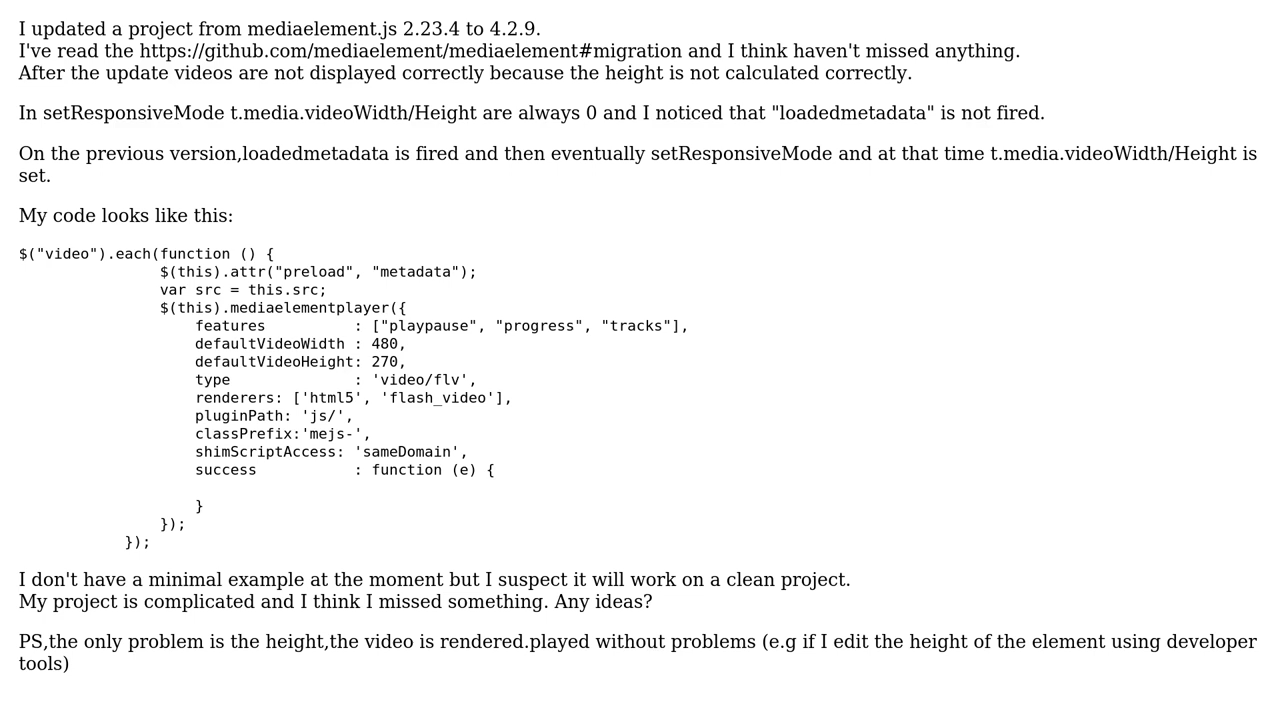 I updated a project from mediaelement.js 2.23.4 to 4.2.9.
I've read the https://github.com/mediaelement/mediaelement#migration and I think haven't missed anything.
After the update videos are not displayed correctly because the height is not calculated correctly.
In setResponsiveMode t.media.videoWidth/Height are always 0 and I noticed that "loadedmetadata" is not fired.
On the previous version,loadedmetadata is fired and then eventually setResponsiveMode and at that time t.media.videoWidth/Height is
set.
My code looks like this:
$("video").each(function () {
                $(this).attr("preload", "metadata");
                var src = this.src;
                $(this).mediaelementplayer({
                    features          : ["playpause", "progress", "tracks"],
                    defaultVideoWidth : 480,
                    defaultVideoHeight: 270,
                    type              : 'video/flv',
                    renderers: ['html5', 'flash_video'],
                    pluginPath: 'js/',
                    classPrefix:'mejs-',
                    shimScriptAccess: 'sameDomain',
                    success           : function (e) {
                    }
                });
            });
I don't have a minimal example at the moment but I suspect it will work on a clean project.
My project is complicated and I think I missed something. Any ideas?
PS,the only problem is the height,the video is rendered.played without problems (e.g if I edit the height of the element using developer
tools)